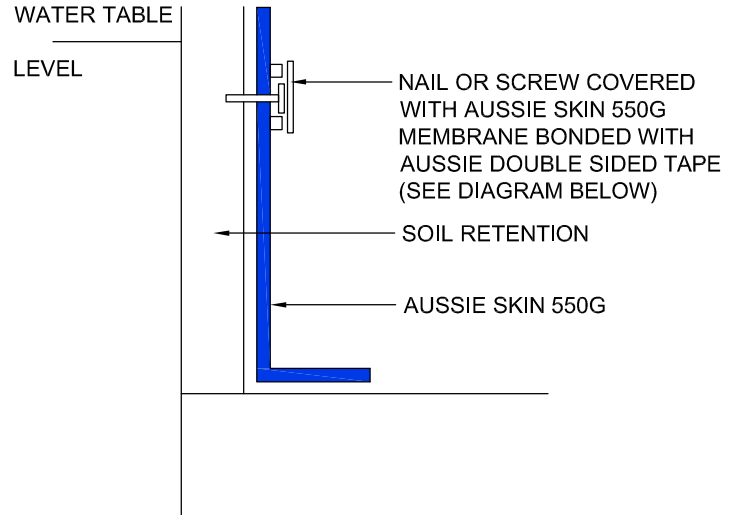 WATER TABLE
LEVEL
NAIL OR SCREW COVERED
WITH AUSSIE SKIN 550G
MEMBRANE BONDED WITH
AUSSIE DOUBLE SIDED TAPE
(SEE DIAGRAM BELOW)
SOIL RETENTION
AUSSIE SKIN 550G